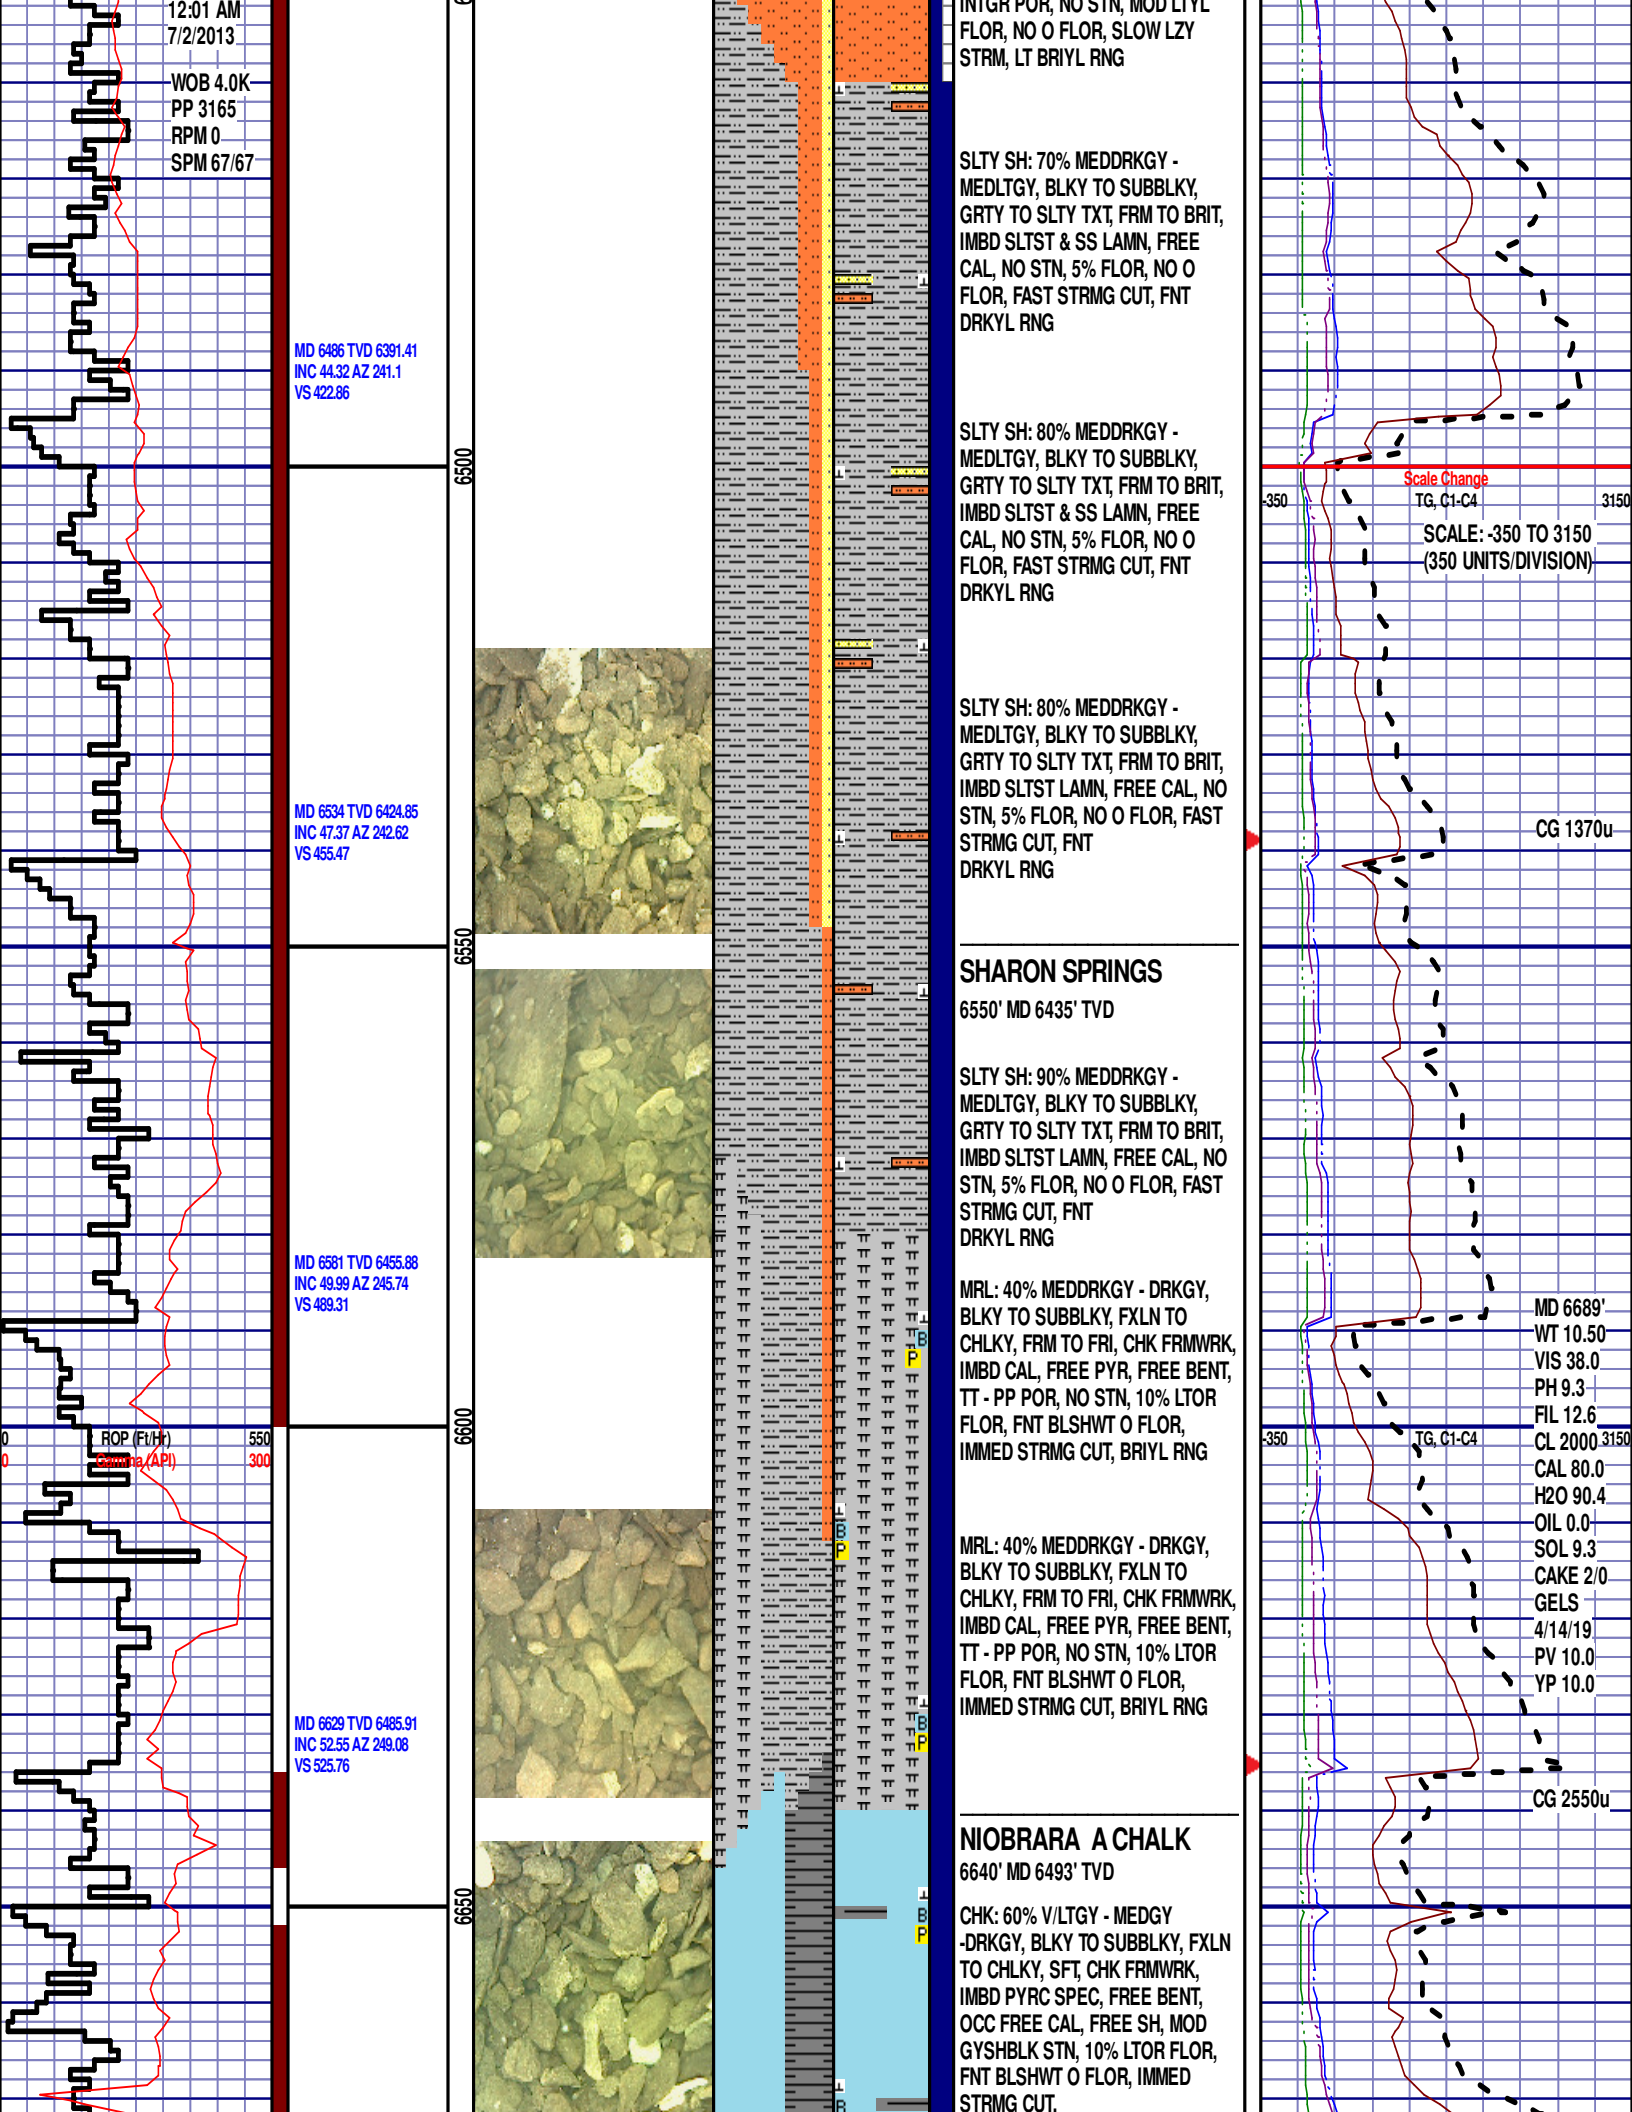 12:01 AM
7/2/2013
WOB 4.0K
PP 3165
RPM 0
SPM 67/67
MD 6486 TVD 6391.41
INC 44.32 AZ 241.1
VS 422.86
MD 6534 TVD 6424.85
INC 47.37 AZ 242.62
VS 455.47
MD 6581 TVD 6455.88
INC 49.99 AZ 245.74
VS 489.31
0 ROP (Ft/Hr) 550
0 Gamma (API) 300
MD 6629 TVD 6485.91
INC 52.55 AZ 249.08
VS 525.76
6500
6550
6600
6650
B
P
B
P
B
P
B
P
B
INTGR POR, NO STN, MOD LTYL
FLOR, NO O FLOR, SLOW LZY
STRM, LT BRIYL RNG
SLTY SH: 70% MEDDRKGY -
MEDLTGY, BLKY TO SUBBLKY,
GRTY TO SLTY TXT, FRM TO BRIT,
IMBD SLTST & SS LAMN, FREE
CAL, NO STN, 5% FLOR, NO O
FLOR, FAST STRMG CUT, FNT
DRKYL RNG
SLTY SH: 80% MEDDRKGY -
MEDLTGY, BLKY TO SUBBLKY,
GRTY TO SLTY TXT, FRM TO BRIT,
IMBD SLTST & SS LAMN, FREE
CAL, NO STN, 5% FLOR, NO O
FLOR, FAST STRMG CUT, FNT
DRKYL RNG
SLTY SH: 80% MEDDRKGY -
MEDLTGY, BLKY TO SUBBLKY,
GRTY TO SLTY TXT, FRM TO BRIT,
IMBD SLTST LAMN, FREE CAL, NO
STN, 5% FLOR, NO O FLOR, FAST
STRMG CUT, FNT
DRKYL RNG
SHARON SPRINGS
6550' MD 6435' TVD
SLTY SH: 90% MEDDRKGY -
MEDLTGY, BLKY TO SUBBLKY,
GRTY TO SLTY TXT, FRM TO BRIT,
IMBD SLTST LAMN, FREE CAL, NO
STN, 5% FLOR, NO O FLOR, FAST
STRMG CUT, FNT
DRKYL RNG
MRL: 40% MEDDRKGY - DRKGY,
BLKY TO SUBBLKY, FXLN TO
CHLKY, FRM TO FRI, CHK FRMWRK,
IMBD CAL, FREE PYR, FREE BENT,
TT - PP POR, NO STN, 10% LTOR
FLOR, FNT BLSHWT O FLOR,
IMMED STRMG CUT, BRIYL RNG
MRL: 40% MEDDRKGY - DRKGY,
BLKY TO SUBBLKY, FXLN TO
CHLKY, FRM TO FRI, CHK FRMWRK,
IMBD CAL, FREE PYR, FREE BENT,
TT - PP POR, NO STN, 10% LTOR
FLOR, FNT BLSHWT O FLOR,
IMMED STRMG CUT, BRIYL RNG
NIOBRARA A CHALK
6640' MD 6493' TVD
CHK: 60% V/LTGY - MEDGY
-DRKGY, BLKY TO SUBBLKY, FXLN
TO CHLKY, SFT, CHK FRMWRK,
IMBD PYRC SPEC, FREE BENT,
OCC FREE CAL, FREE SH, MOD
GYSHBLK STN, 10% LTOR FLOR,
FNT BLSHWT O FLOR, IMMED
STRMG CUT,
Scale Change
-350 TG, C1-C4 3150
SCALE: -350 TO 3150
(350 UNITS/DIVISION)
CG 1370u
MD 6689'
WT 10.50
VIS 38.0
PH 9.3
FIL 12.6
CL 2000
-350 TG, C1-C4 3150
CAL 80.0
H2O 90.4
OIL 0.0
SOL 9.3
CAKE 2/0
GELS
4/14/19
PV 10.0
YP 10.0
CG 2550u